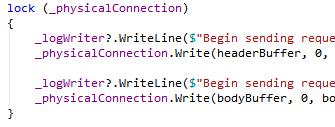 lock (_physicalConnection)
{
_logWriter?.WriteLine($"Begin sending reque
_physicalConnection.Write(headerBuffer, 0,
_logWriter?.WriteLine($"Begin sending reque
_physicalConnection.Write(bodyBuffer, 0, bo
}